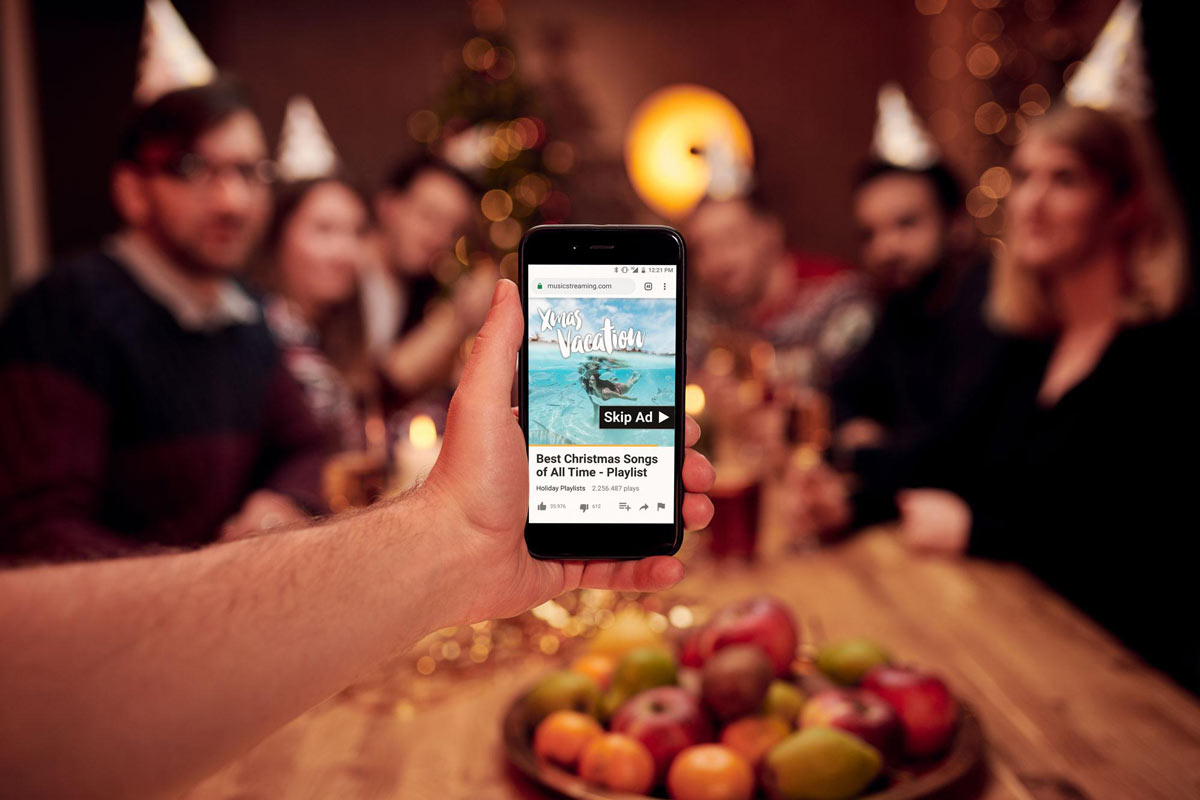 12:21 PM
musicstreaming.com
Xmas
Vacation
Skip Ad
Best Christmas Songs
of All Time - Playlist
Holiday Playlists 2.256.487 plays
612